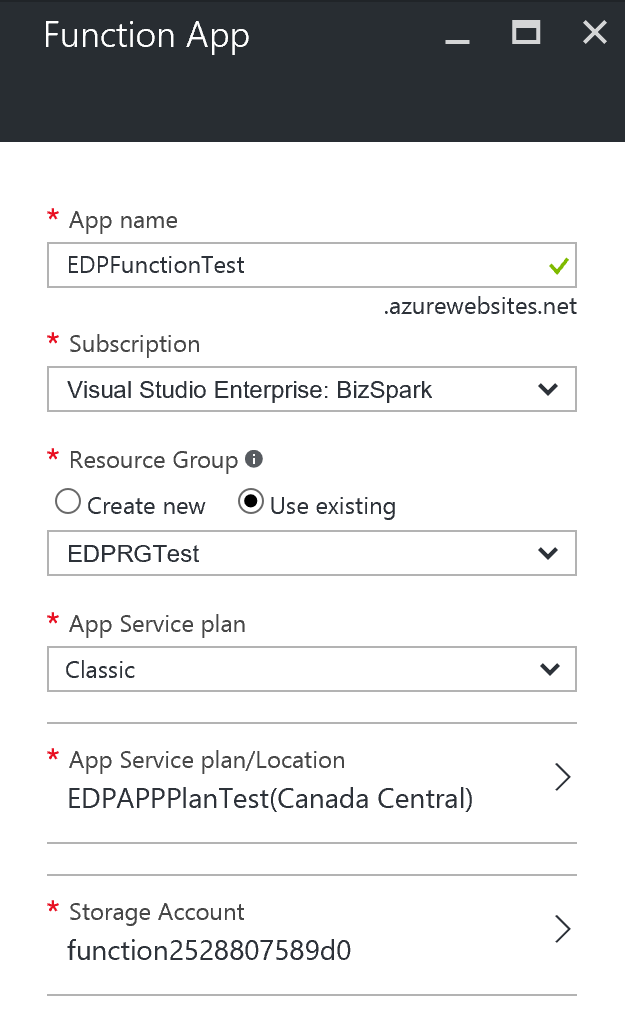 Function App
* App name
EDPFunctionTest
.azurewebsites.net
* Subscription
Visual Studio Enterprise: BizSpark
* Resource Group
Create new Use existing
EDPRGTest
* App Service plan
Classic
* App Service plan/Location
EDPAPPPlanTest(Canada Central)
* Storage Account
function2528807589d0